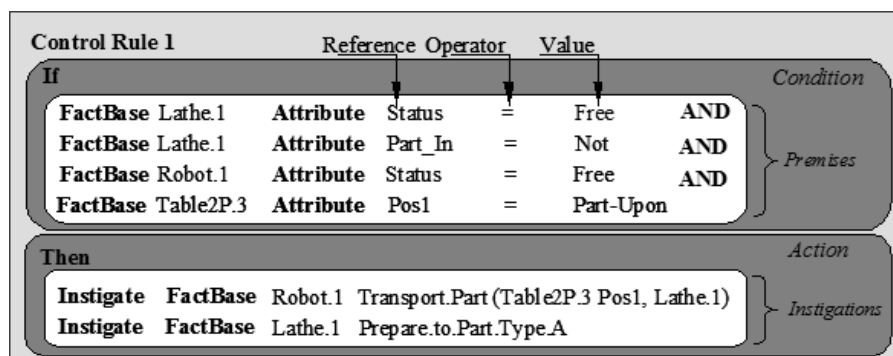 Control Rule 1 Reference Operator Value
If Condition
FactBase Lathe.1 Attribute Status = Free AND
FactBase Lathe.1 Attribute Part_In = Not AND
FactBase Robot.1 Attribute Status = Free AND
FactBase Table2P.3 Attribute Pos1 = Part-Upon
Premises
Then Action
Instigate FactBase Robot.1 Transport.Part (Table2P.3 Pos1, Lathe.1)
Instigate FactBase Lathe.1 Prepare.to.Part.Type.A
Instigations